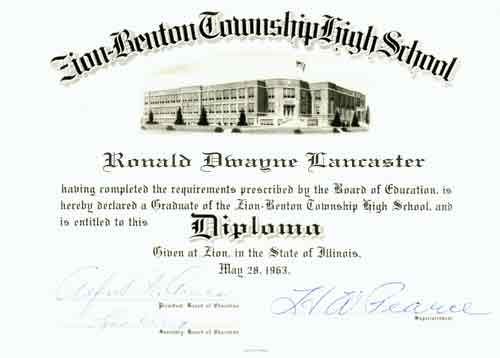 Zion-Benton Township High School
Ronald Dwayne Lancaster
having completed the requirements prescribed by the Board of Education, is
hereby declared a Graduate of the Zion-Benton Township High School, and
is entitled to this Diploma
Given at Zion, in the State of Illinois,
May 28, 1963.
President Board of Education
H W Pearce
Superintendent
Secretary Board of Education